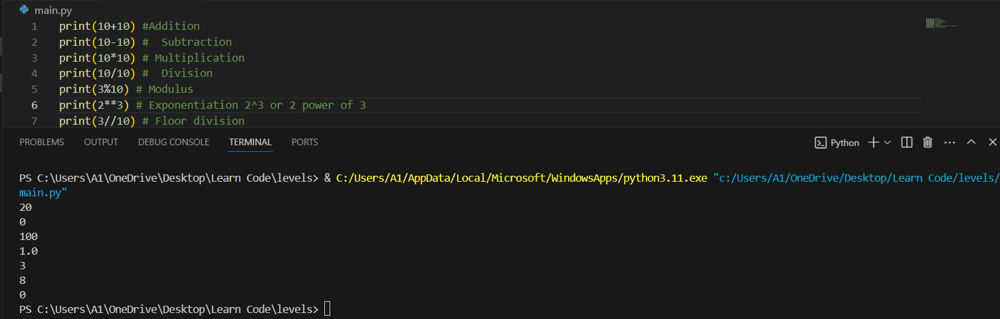 main.py
1 print(10+10) #Addition
2 print(10-10) #  Subtraction
3 print(10*10) # Multiplication
4 print(10/10) #  Division
5 print(3%10) # Modulus
6 print(2**3) # Exponentiation 2^3 or 2 power of 3
7 print(3//10) # Floor division
PROBLEMS OUTPUT DEBUG CONSOLE TERMINAL PORTS Python
PS C:\Users\A1\OneDrive\Desktop\Learn Code\levels> & C:/Users/A1/AppData/Local/Microsoft/WindowsApps/python3.11.exe "c:/Users/A1/OneDrive/Desktop/Learn Code/levels/
main.py"
20
0
100
1.0
3
8
0
PS C:\Users\A1\OneDrive\Desktop\Learn Code\levels>